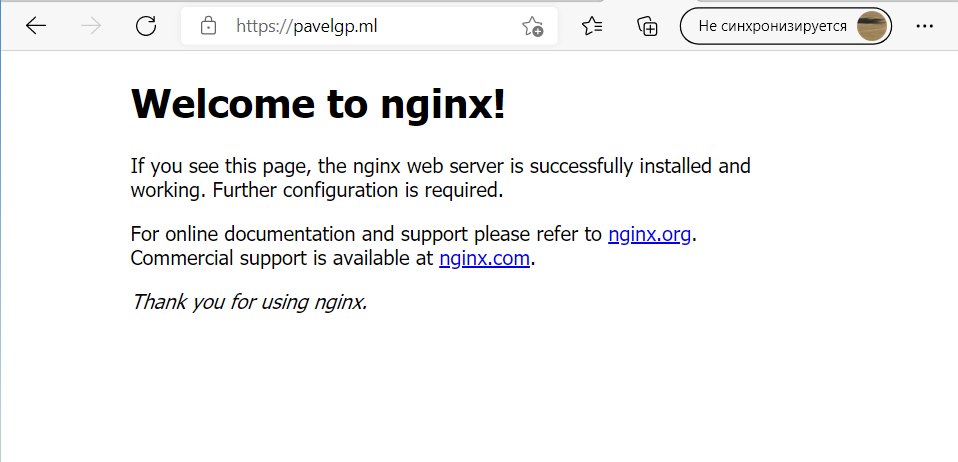 https://pavelgp.ml
Не синхронизируется
Welcome to nginx!
If you see this page, the nginx web server is successfully installed and
working. Further configuration is required.
For online documentation and support please refer to nginx.org.
Commercial support is available at nginx.com.
Thank you for using nginx.